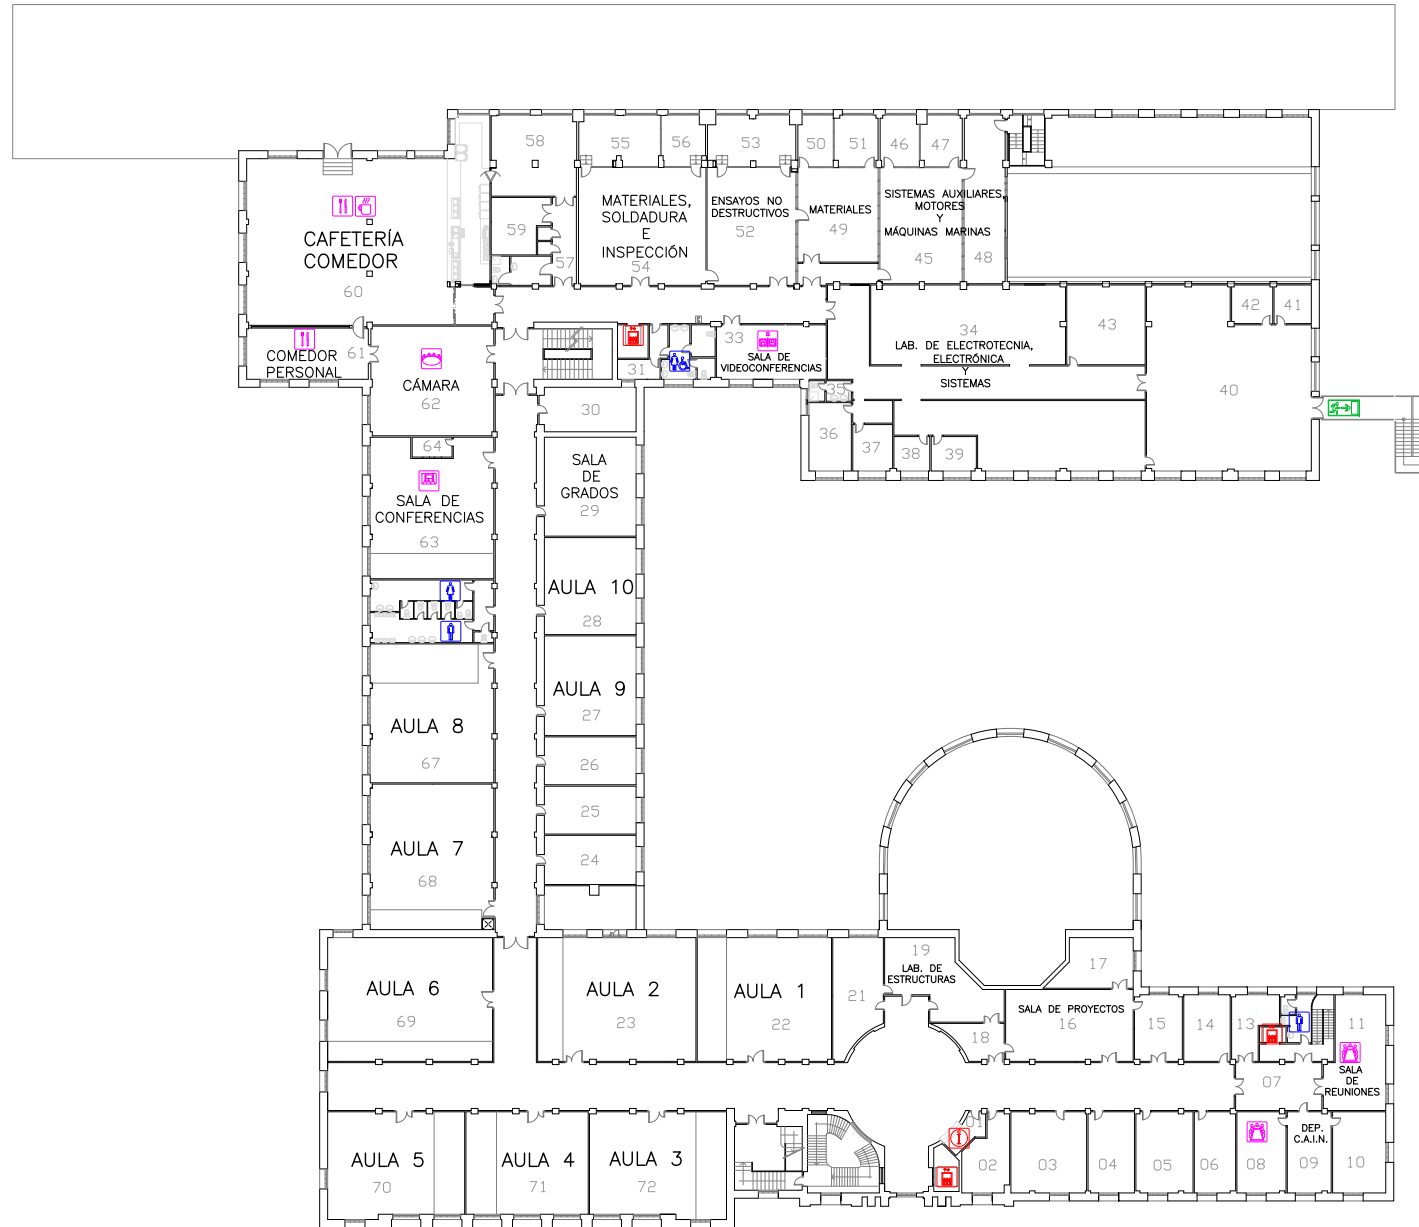 58
55
56
53
50
51
46
47
CAFETERÍA
COMEDOR
60
59
57
MATERIALES,
SOLDADURA
E
INSPECCIÓN
54
ENSAYOS NO
DESTRUCTIVOS
52
MATERIALES
49
SISTEMAS AUXILIARES,
MOTORES
Y
MÁQUINAS MARINAS
45
48
COMEDOR
PERSONAL
61
CÁMARA
62
31
33
SALA DE
VIDEOCONFERENCIAS
34
LAB. DE ELECTROTECNIA,
ELECTRÓNICA
Y
SISTEMAS
43
42
41
40
35
36
37
38
39
30
64
SALA DE
CONFERENCIAS
63
SALA
DE
GRADOS
29
AULA 10
28
AULA 9
27
AULA 8
67
26
25
AULA 7
68
24
AULA 6
69
AULA 2
23
AULA 1
22
21
19
LAB. DE
ESTRUCTURAS
18
17
SALA DE PROYECTOS
16
15
14
13
11
SALA
DE
REUNIONES
07
AULA 5
70
AULA 4
71
AULA 3
72
01
02
03
04
05
06
08
DEP.
C.A.I.N.
09
10